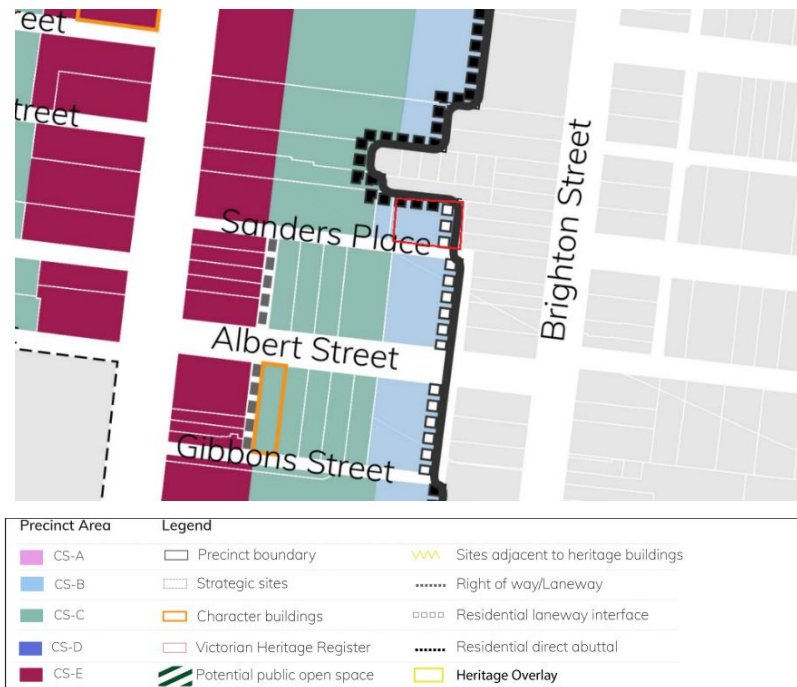 reet
treet
Sanders Place
Brighton Street
Albert Street
Gibbons Street
Precinct Area Legend
CS-A Precinct boundary Sites adjacent to heritage buildings
CS-B Strategic sites Right of way/Laneway
CS-C Character buildings Residential laneway interface
CS-D Victorian Heritage Register Residential direct abuttal
CS-E Potential public open space Heritage Overlay